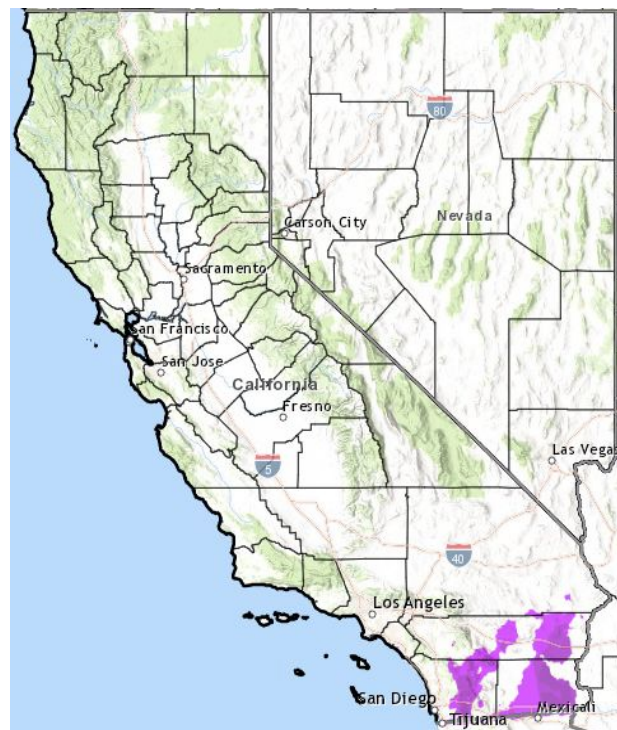 80
Nevada
Carson City
Sacramento
San Francisco
San Jose
California
Fresno
5
Las Vegas
40
Los Angeles
San Diego
Mexicali
Tijuana